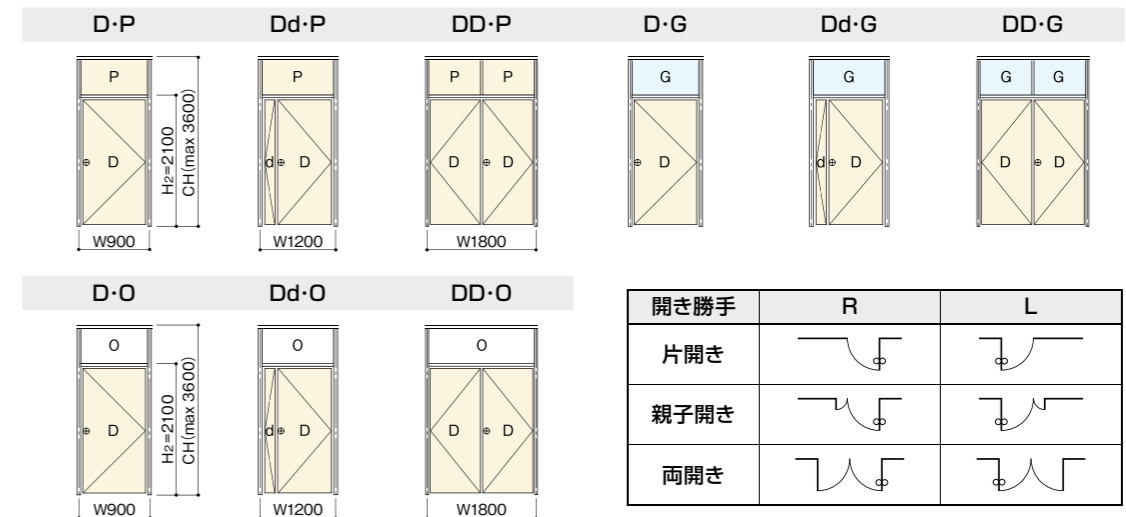 D･P Dd･P DD･P D･G Dd･G DD･G
P P P P G G G G
D d D D D D d D D D
H2=2100
CH(max 3600)
W900 W1200 W1800
D･O Dd･O DD･O
O O O
D d D D D
H2=2100
CH(max 3600)
W900 W1200 W1800
開き勝手 R L
片開き
親子開き
両開き